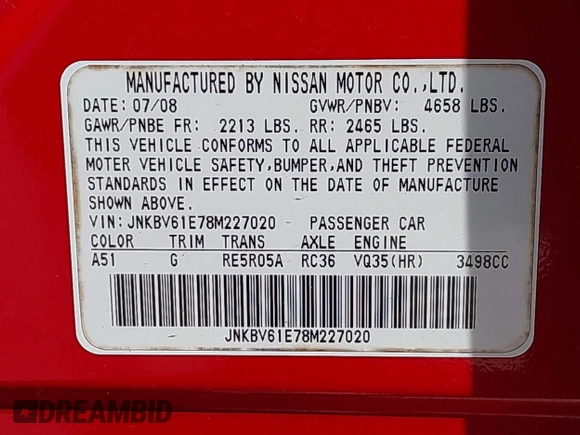 MANUFACTURED BY NISSAN MOTOR CO.,LTD.
DATE: 07/08 GVWR/PNBV: 4658 LBS.
GAWR/PNBE FR: 2213 LBS. RR: 2465 LBS.
THIS VEHICLE CONFORMS TO ALL APPLICABLE FEDERAL
MOTER VEHICLE SAFETY,BUMPER,AND THEFT PREVENTION
STANDARDS IN EFFECT ON THE DATE OF MANUFACTURE
SHOWN ABOVE.
VIN:JNKBV61E78M227020 PASSENGER CAR
COLOR TRIM TRANS AXLE ENGINE
A51 G RE5R05A RC36 VQ35(HR) 3498CC
JNKBV61E78M227020
DREAMBID